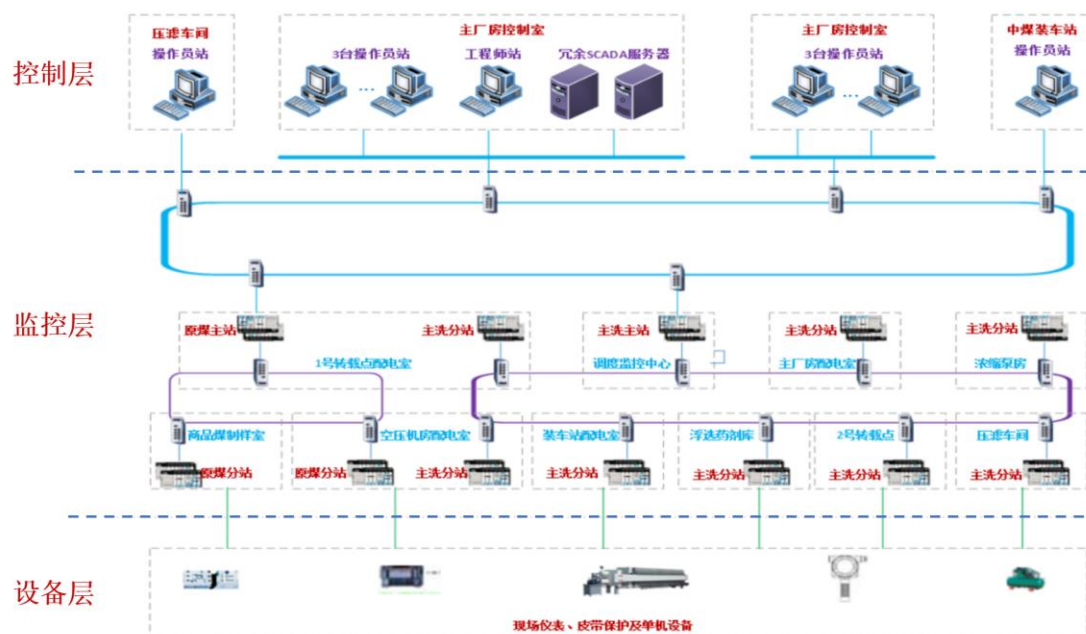 压滤车间
操作员站
主厂房控制室
3台操作员站
工程师站
冗余SCADA服务器
主厂房控制室
3台操作员站
中煤装车站
操作员站
控制层
监控层
原煤主站
主洗分站
主洗主站
主洗分站
主洗分站
1号转载点配电室
调度监控中心
主厂房配电室
浓缩泵房
商品煤制样室
空压机房配电室
装车站配电室
浮选药剂库
2号转载点
压滤车间
原煤分站
原煤分站
主洗分站
主洗分站
主洗分站
主洗分站
主洗分站
设备层
现场仪表、皮带保护及单机设备